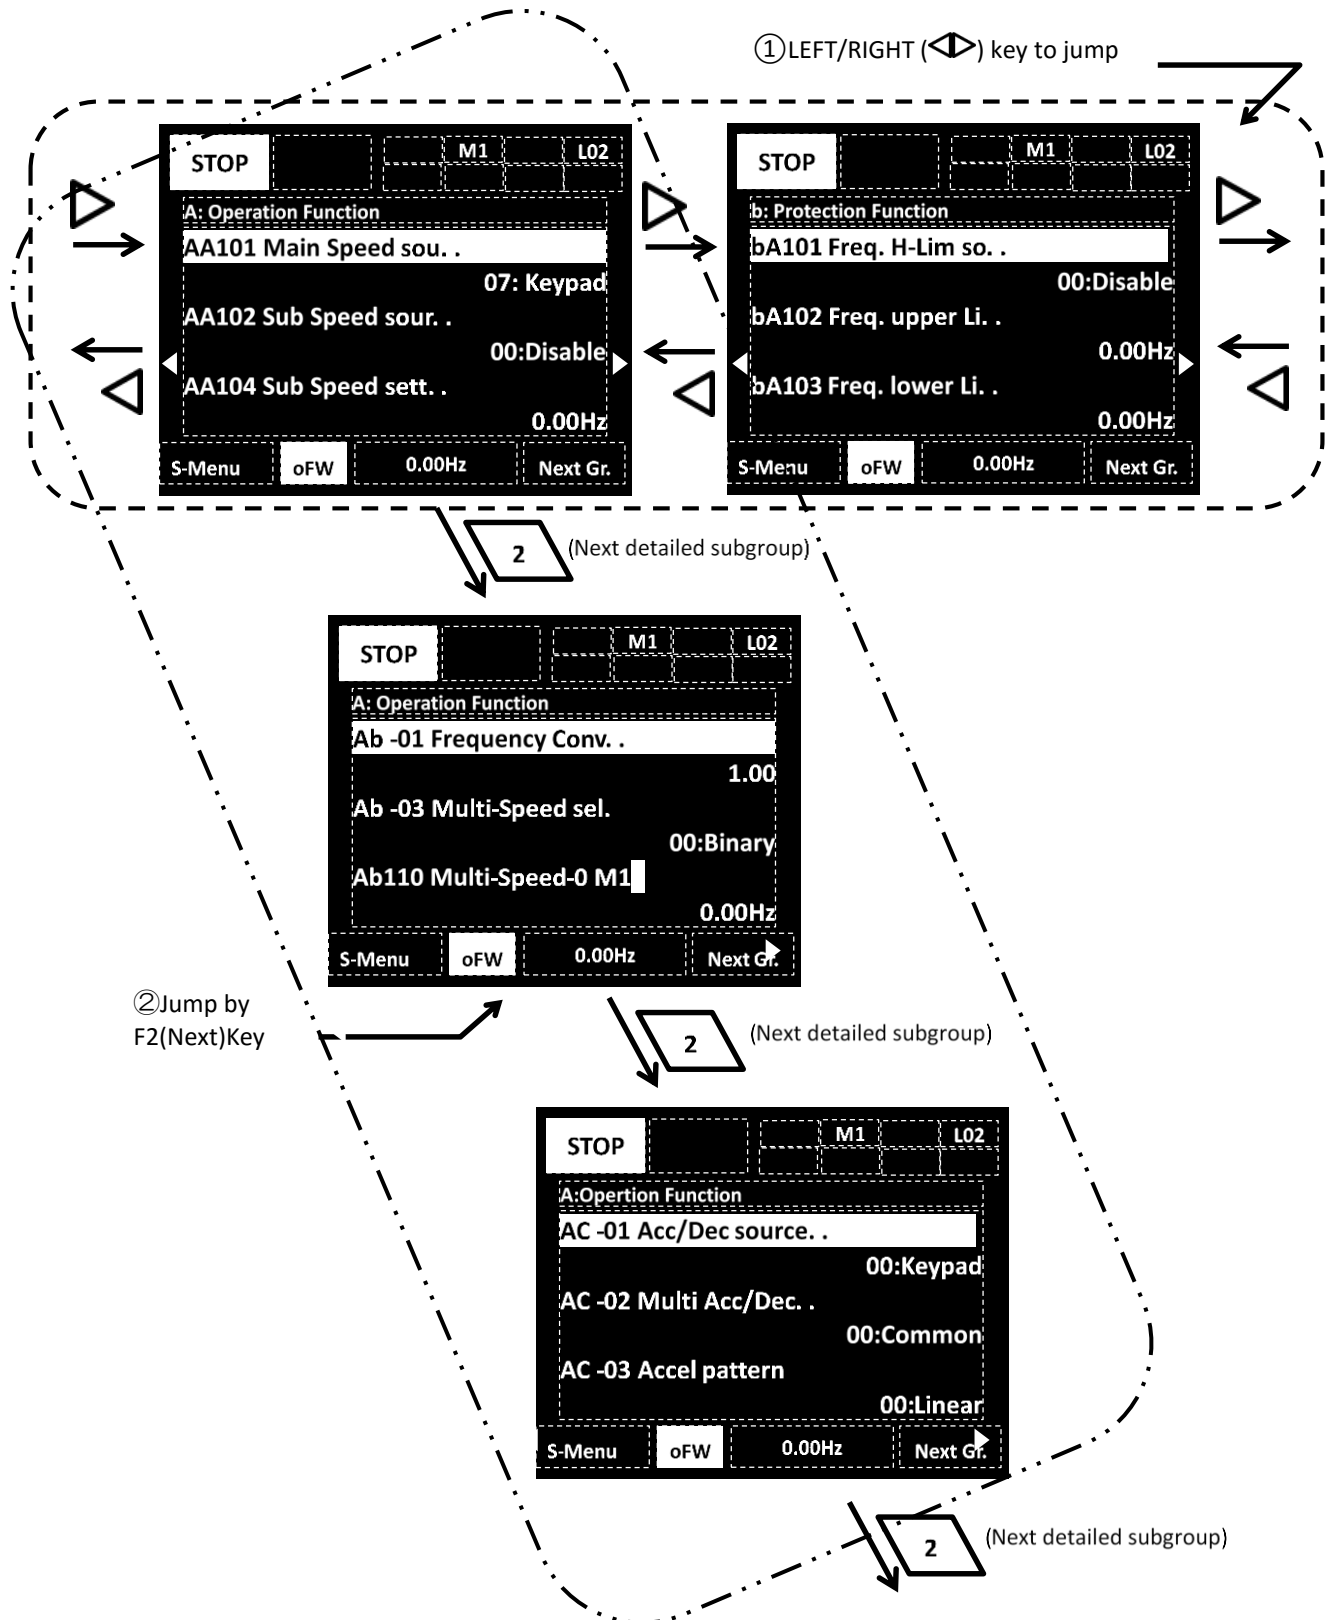 ①LEFT/RIGHT (◁▷) key to jump
STOP
M1
L02
A: Operation Function
AA101 Main Speed sou. .
07: Keypad
AA102 Sub Speed sour. .
00:Disable
AA104 Sub Speed sett. .
0.00Hz
S-Menu
oFW
0.00Hz
Next Gr.
STOP
M1
L02
b: Protection Function
bA101 Freq. H-Lim so. .
00:Disable
bA102 Freq. upper Li. .
0.00Hz
bA103 Freq. lower Li. .
0.00Hz
S-Menu
oFW
0.00Hz
Next Gr.
2
(Next detailed subgroup)
STOP
M1
L02
A: Operation Function
Ab -01 Frequency Conv. .
1.00
Ab -03 Multi-Speed sel.
00:Binary
Ab110 Multi-Speed-0 M1
0.00Hz
S-Menu
oFW
0.00Hz
Next Gr.
②Jump by
F2(Next)Key
2
(Next detailed subgroup)
STOP
M1
L02
A:Opertion Function
AC -01 Acc/Dec source. .
00:Keypad
AC -02 Multi Acc/Dec. .
00:Common
AC -03 Accel pattern
00:Linear
S-Menu
oFW
0.00Hz
Next Gr.
2
(Next detailed subgroup)